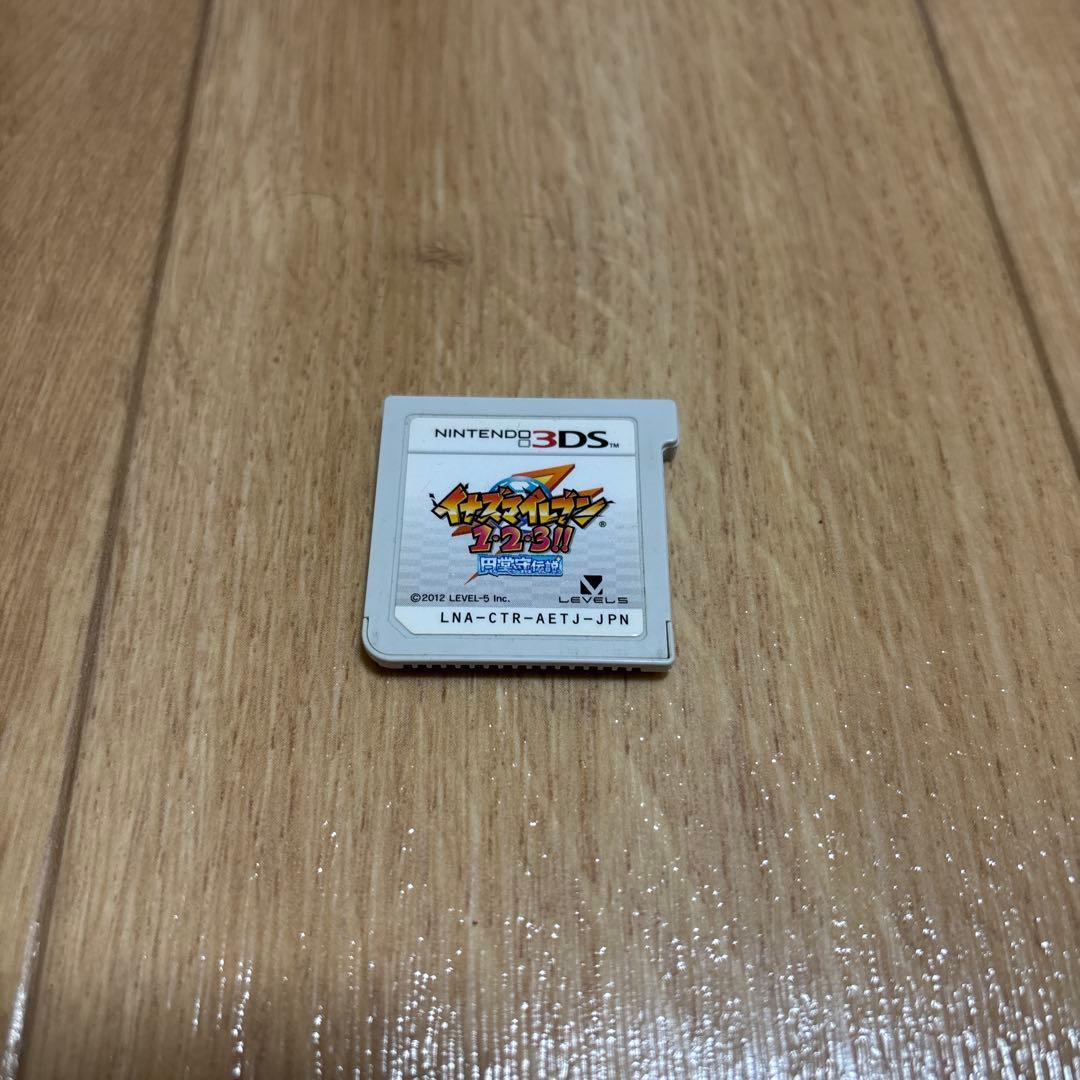 NINTENDO 3DS™
イナズマイレブン®
1・2・3!!
円堂守伝説
©2012 LEVEL-5 Inc.
LEVEL5
LNA-CTR-AETJ-JPN